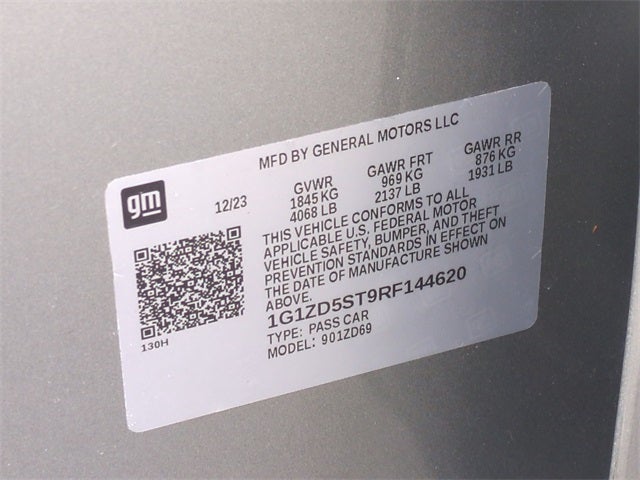 MFD BY GENERAL MOTORS LLC
gm
12/23
GVWR GAWR FRT GAWR RR
1845 KG 969 KG 876 KG
4068 LB 2137 LB 1931 LB
THIS VEHICLE CONFORMS TO ALL
APPLICABLE U.S. FEDERAL MOTOR
VEHICLE SAFETY, BUMPER, AND THEFT
PREVENTION STANDARDS IN EFFECT ON
THE DATE OF MANUFACTURE SHOWN
ABOVE.
1G1ZD5ST9RF144620
TYPE: PASS CAR
MODEL: 901ZD69
130H